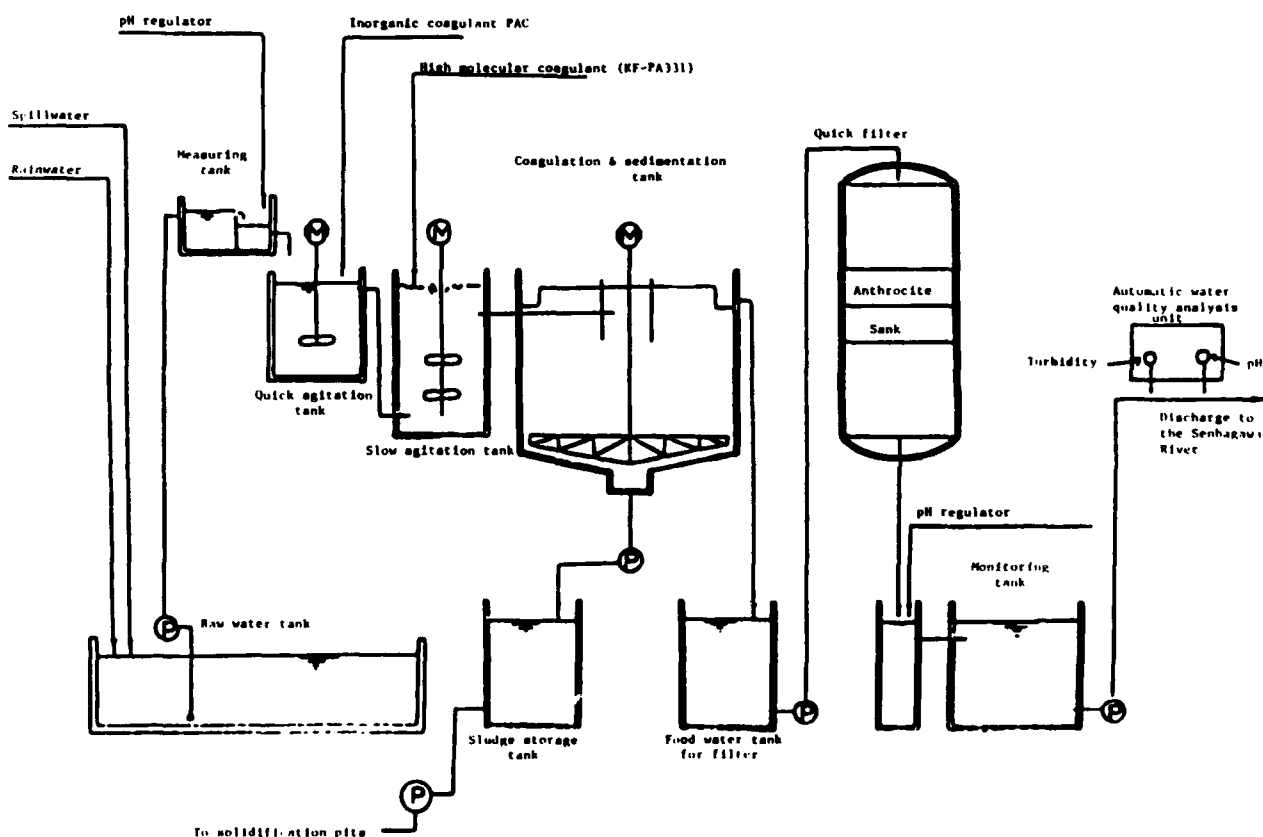 pH regulator
Inorganic coagulant PAC
High molecular coagulant (KF-PA331)
Spillwater
Rainwater
Measuring
tank
Coagulation & sedimentation
tank
Quick filter
M
M
M
Anthrocite
Sank
Automatic water
quality analysis
unit
Turbidity
pH
Quick agitation
tank
Slow agitation tank
Discharge to
the Senhagawa
River
pH regulator
Monitoring
tank
P
P
Raw water tank
P
P
Sludge storage
tank
Food water tank
for filter
P
To solidification pits